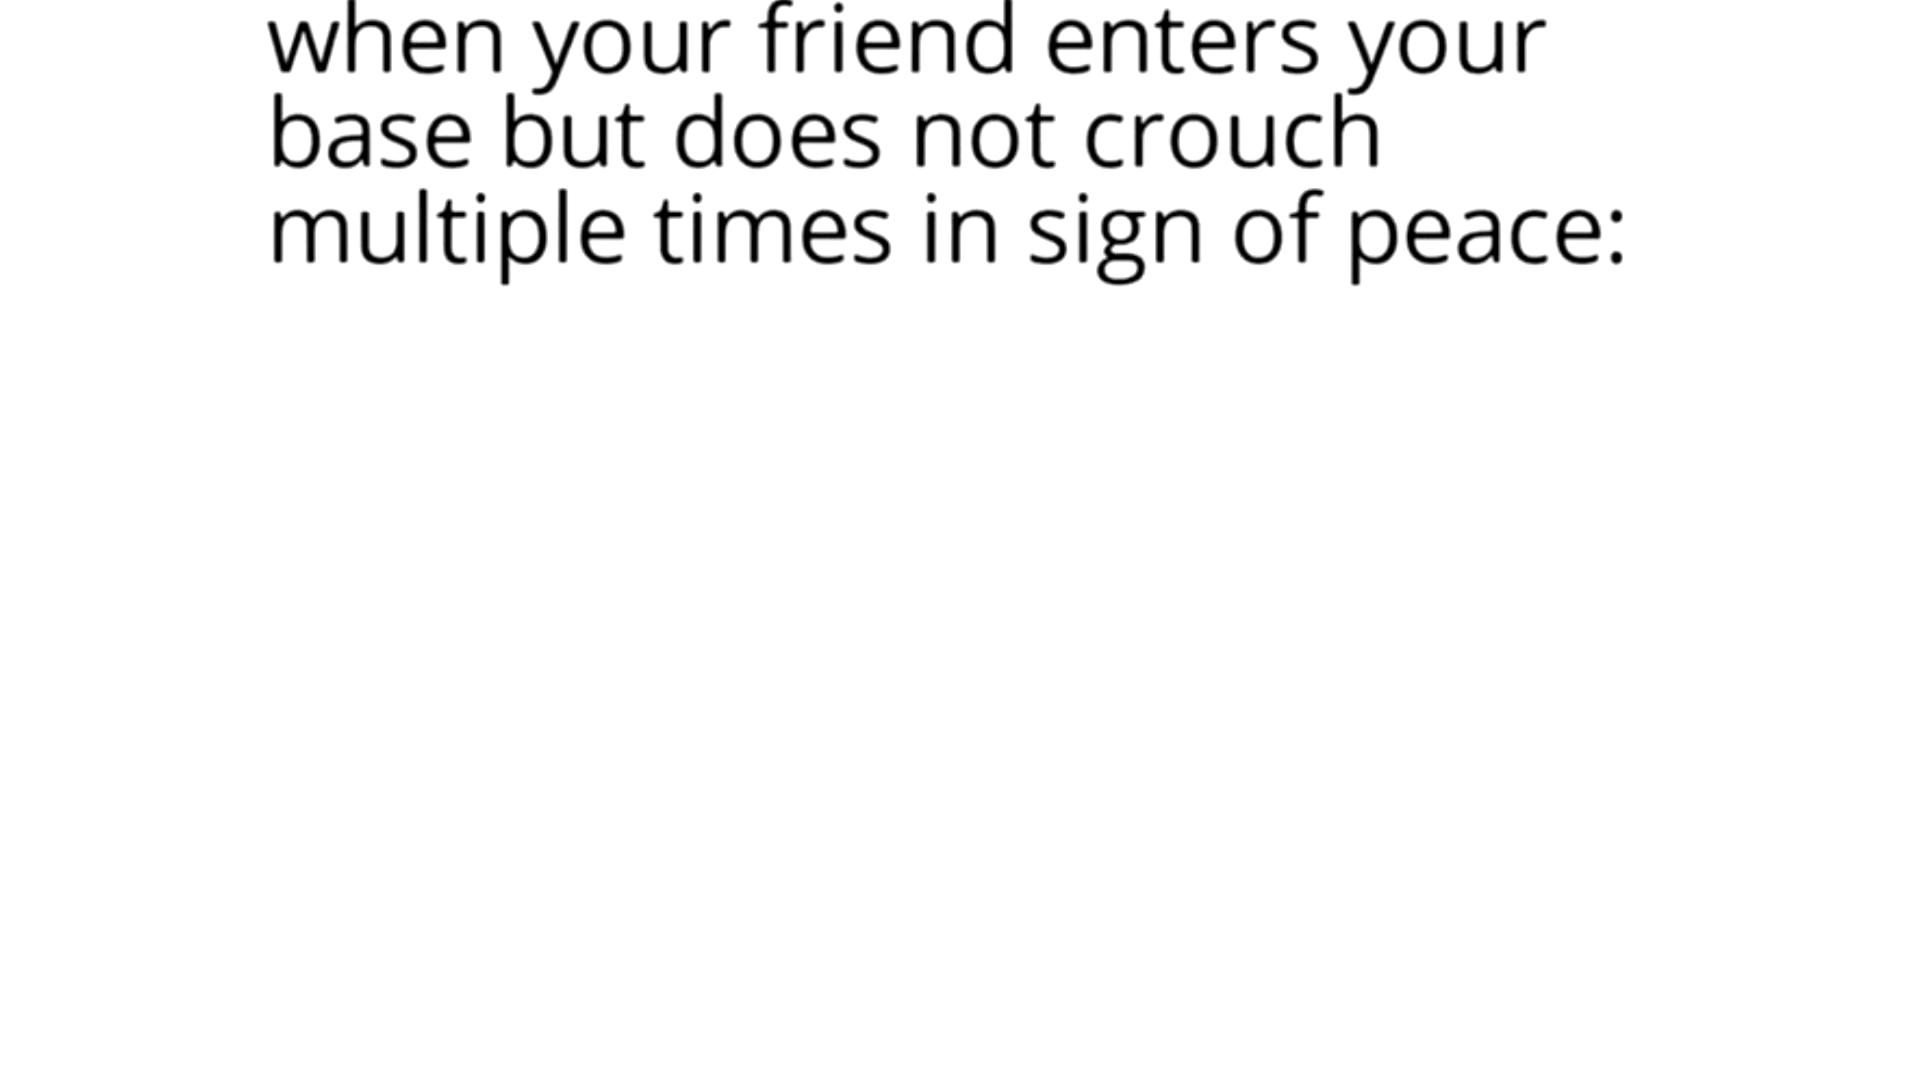 when your friend enters your
base but does not crouch
multiple times in sign of peace: